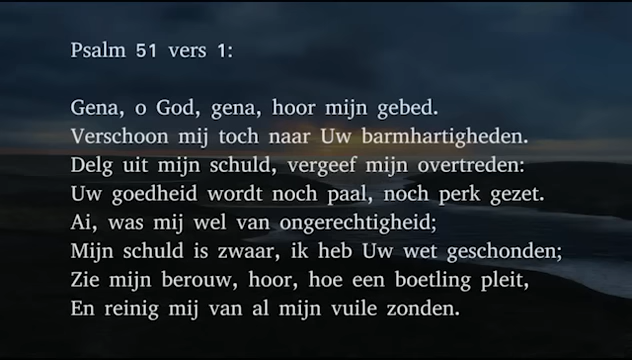 Psalm 51 vers 1:
Gena, o God, gena, hoor mijn gebed.
Verschoon mij toch naar Uw barmhartigheden.
Delg uit mijn schuld, vergeef mijn overtreden:
Uw goedheid wordt noch paal, noch perk gezet.
Ai, was mij wel van ongerechtigheid;
Mijn schuld is zwaar, ik heb Uw wet geschonden;
Zie mijn berouw, hoor, hoe een boetling pleit,
En reinig mij van al mijn vuile zonden.